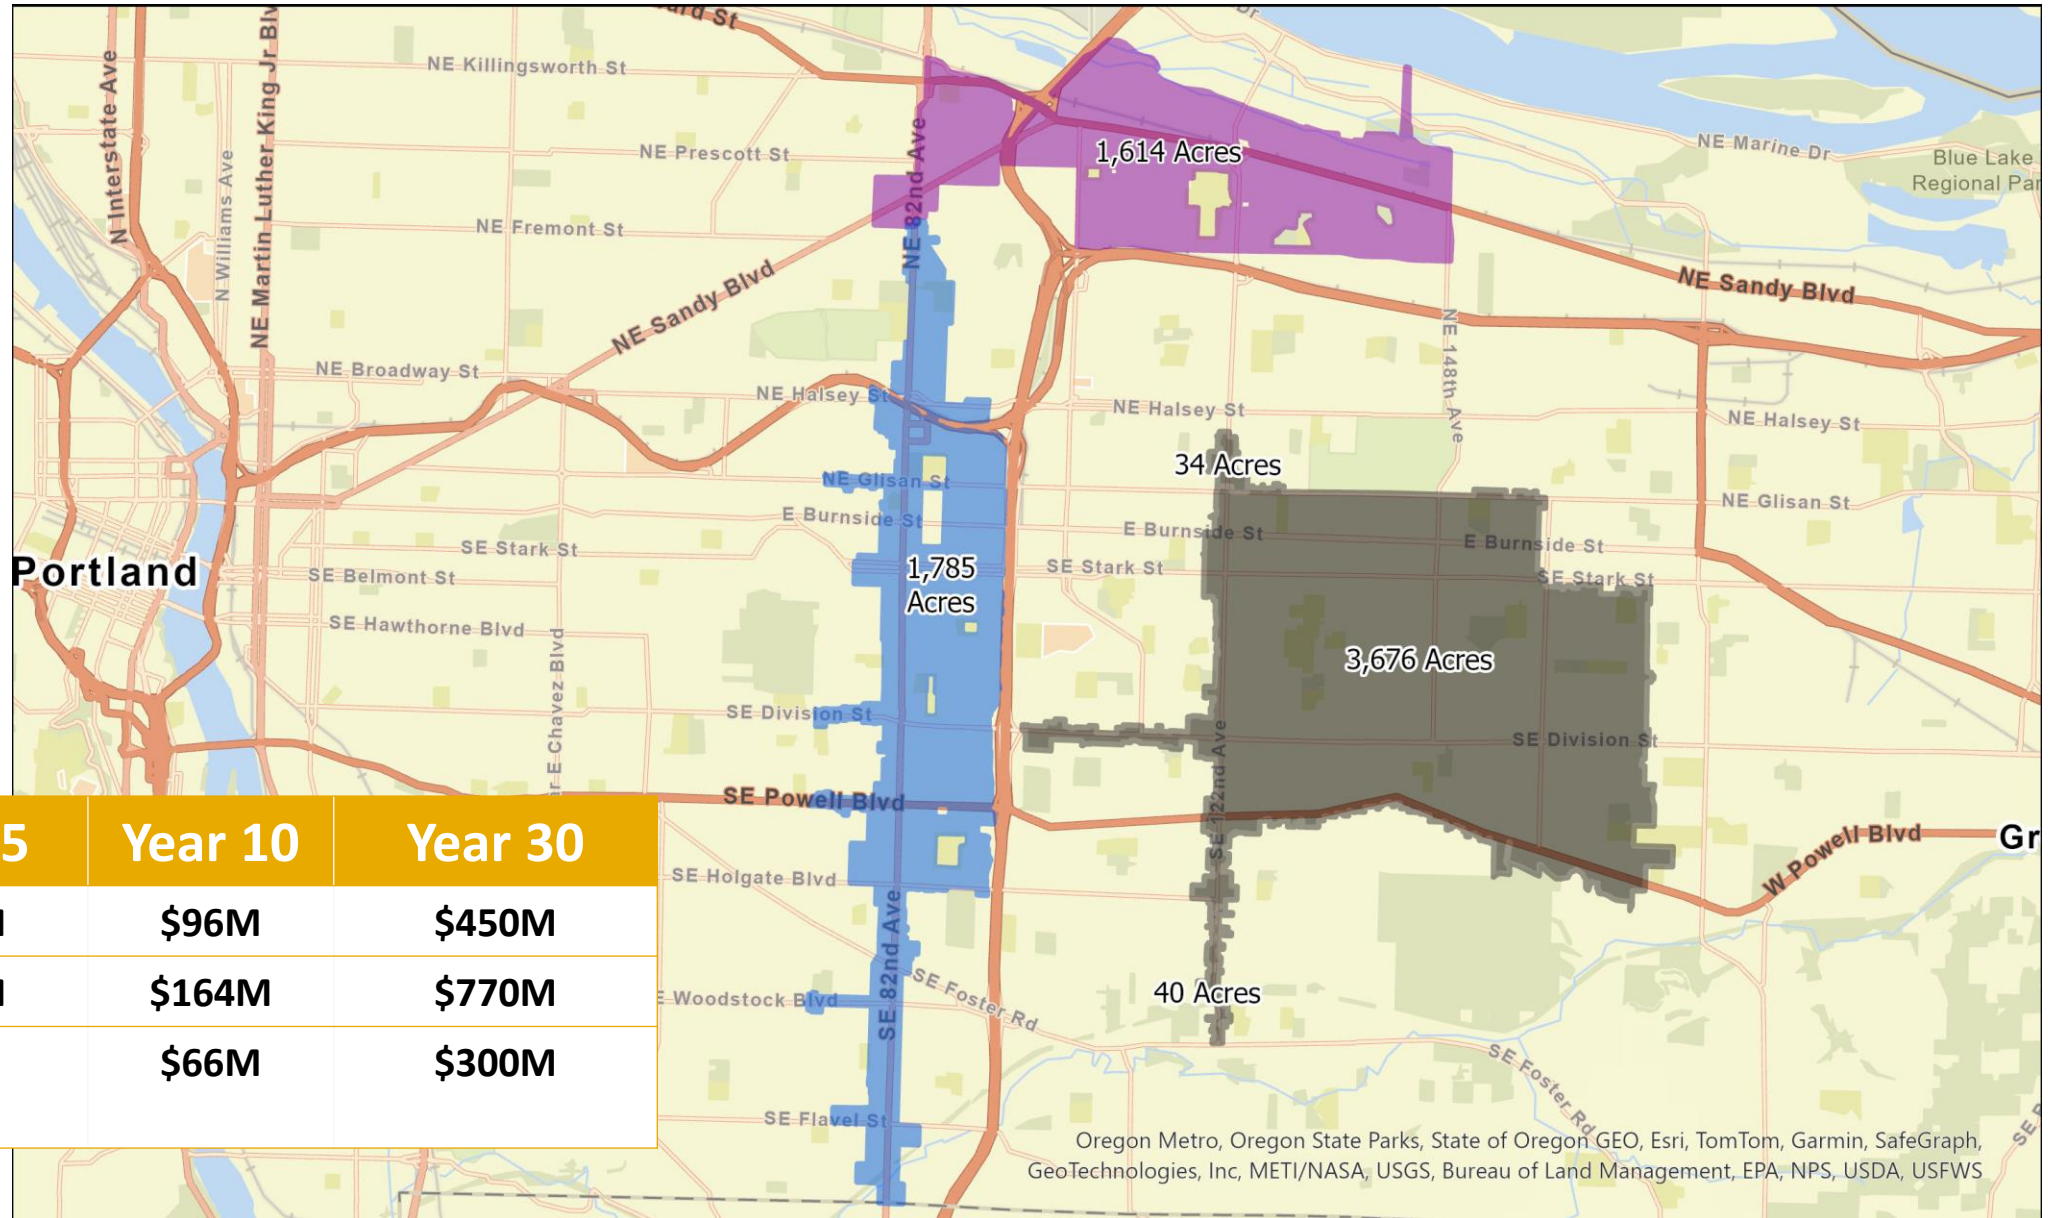 NE Killingsworth St
N Interstate Ave
NE Martin Luther King Jr Blv
N Williams Ave
NE Prescott St
NE 82nd Ave
1,614 Acres
NE Marine Dr
Blue Lake
Regional Par
NE Fremont St
NE Sandy Blvd
NE Sandy Blvd
NE 148th Ave
NE Broadway St
NE Halsey St
NE Halsey St
NE Halsey St
34 Acres
NE Glisan St
NE Glisan St
E Burnside St
E Burnside St
E Burnside St
SE Stark St
SE Stark St
SE Stark St
Portland
SE Belmont St
1,785
Acres
SE Hawthorne Blvd
3,676 Acres
ar E Chavez Blvd
SE Division St
SE Division St
SE 122nd Ave
SE Powell Blvd
W Powell Blvd
Gr
5 Year 10 Year 30
SE Holgate Blvd
$96M $450M
SE 82nd Ave
SE Foster Rd
$164M $770M
E Woodstock Blvd
40 Acres
$66M $300M
SE Foster Rd
SE Flavel St
Oregon Metro, Oregon State Parks, State of Oregon GEO, Esri, TomTom, Garmin, SafeGraph,
GeoTechnologies, Inc, METI/NASA, USGS, Bureau of Land Management, EPA, NPS, USDA, USFWS